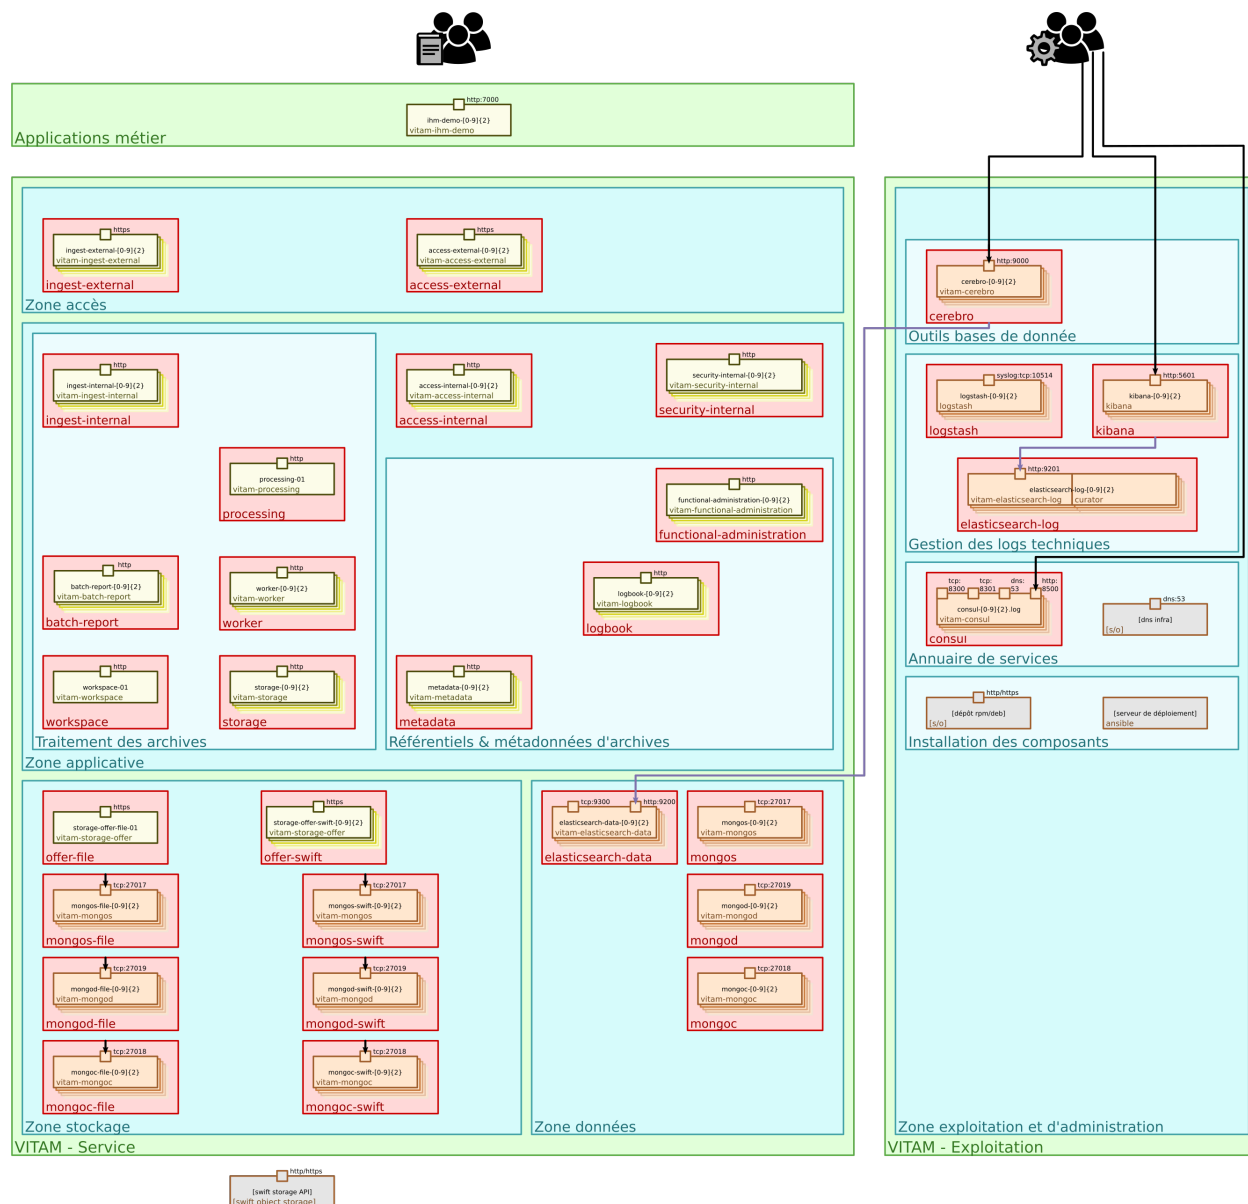 http:7000
ihm-demo-[0-9]{2}
vitam-ihm-demo
Applications métier
https
ingest-external-[0-9]{2}
vitam-ingest-external
ingest-external
https
access-external-[0-9]{2}
vitam-access-external
access-external
Zone accès
http
ingest-internal-[0-9]{2}
vitam-ingest-internal
ingest-internal
http
processing-01
vitam-processing
processing
http
batch-report-[0-9]{2}
vitam-batch-report
batch-report
http
worker-[0-9]{2}
vitam-worker
worker
http
workspace-01
vitam-workspace
workspace
http
storage-[0-9]{2}
vitam-storage
storage
Traitement des archives
http
access-internal-[0-9]{2}
vitam-access-internal
access-internal
http
security-internal-[0-9]{2}
vitam-security-internal
security-internal
http
functional-administration-[0-9]{2}
vitam-functional-administration
functional-administration
http
logbook-[0-9]{2}
vitam-logbook
logbook
http
metadata-[0-9]{2}
vitam-metadata
metadata
Référentiels & métadonnées d'archives
Zone applicative
https
storage-offer-file-01
vitam-storage-offer
offer-file
https
storage-offer-swift-[0-9]{2}
vitam-storage-offer
offer-swift
tcp:27017
mongos-file-[0-9]{2}
vitam-mongos
mongos-file
tcp:27017
mongos-swift-[0-9]{2}
vitam-mongos
mongos-swift
tcp:27019
mongod-file-[0-9]{2}
vitam-mongod
mongod-file
tcp:27019
mongod-swift-[0-9]{2}
vitam-mongod
mongod-swift
tcp:27018
mongoc-file-[0-9]{2}
vitam-mongoc
mongoc-file
tcp:27018
mongoc-swift-[0-9]{2}
vitam-mongoc
mongoc-swift
Zone stockage
tcp:9300
http:9200
elasticsearch-data-[0-9]{2}
vitam-elasticsearch-data
elasticsearch-data
tcp:27017
mongos-[0-9]{2}
vitam-mongos
mongos
tcp:27019
mongod-[0-9]{2}
vitam-mongod
mongod
tcp:27018
mongoc-[0-9]{2}
vitam-mongoc
mongoc
Zone données
VITAM - Service
http/https
[swift storage API]
[swift object storage]
http:9000
cerebro-[0-9]{2}
vitam-cerebro
cerebro
Outils bases de donnée
syslog:tcp:10514
logstash-[0-9]{2}
logstash
logstash
http:5601
kibana-[0-9]{2}
kibana
kibana
http:9201
elasticsearch-log-[0-9]{2}
vitam-elasticsearch-log
curator
elasticsearch-log
Gestion des logs techniques
tcp:
8300
tcp:
8301
dns:
53
http:
8500
consul-[0-9]{2}.log
vitam-consul
consul
dns:53
[dns infra]
[s/o]
Annuaire de services
http/https
[dépôt rpm/deb]
[s/o]
[serveur de déploiement]
ansible
Installation des composants
Zone exploitation et d'administration
VITAM - Exploitation